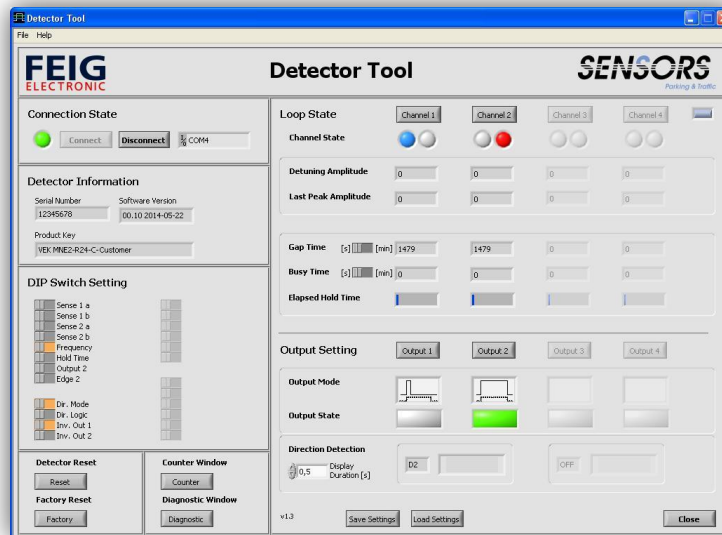 Detector Tool
File Help
FEIG
ELECTRONIC
Detector Tool
SENSORS
Parking & Traffic
Connection State
Connect Disconnect COM4
Detector Information
Serial Number Software Version
12345678 00.10 2014-05-22
Product Key
VEK MNE2-R24-C-Customer
DIP Switch Setting
Sense 1 a
Sense 1 b
Sense 2 a
Sense 2 b
Frequency
Hold Time
Output 2
Edge 2
Dir. Mode
Dir. Logic
Inv. Out 1
Inv. Out 2
Detector Reset Counter Window
Reset Counter
Factory Reset Diagnostic Window
Factory Diagnostic
Loop State Channel 1 Channel 2 Channel 3 Channel 4
Channel State
Detuning Amplitude 0 0 0 0
Last Peak Amplitude 0 0 0 0
Gap Time [s] [min] 1479 1479 0 0
Busy Time [s] [min] 0 0 0 0
Elapsed Hold Time
Output Setting Output 1 Output 2 Output 3 Output 4
Output Mode
Output State
Direction Detection
0,5 Display Duration [s] D2 OFF
v1.3 Save Settings Load Settings Close